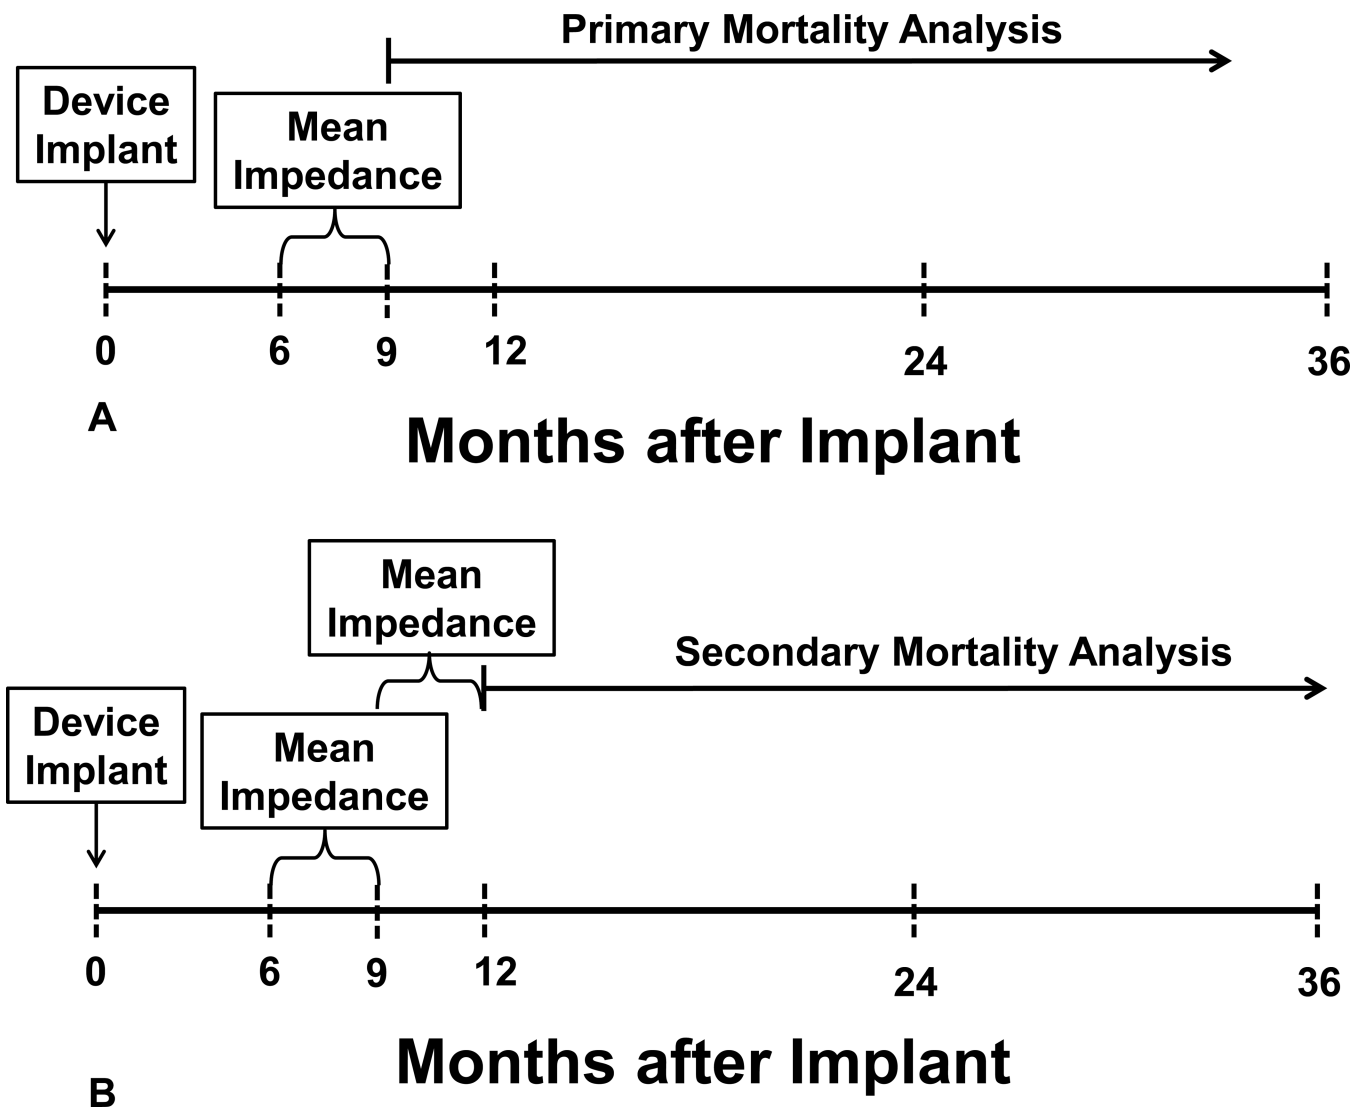 Primary Mortality Analysis
Device
Implant
Mean
Impedance
0
6
9
12
24
36
A
Months after Implant
Mean
Impedance
Secondary Mortality Analysis
Device
Implant
Mean
Impedance
0
6
9
12
24
36
Months after Implant
B